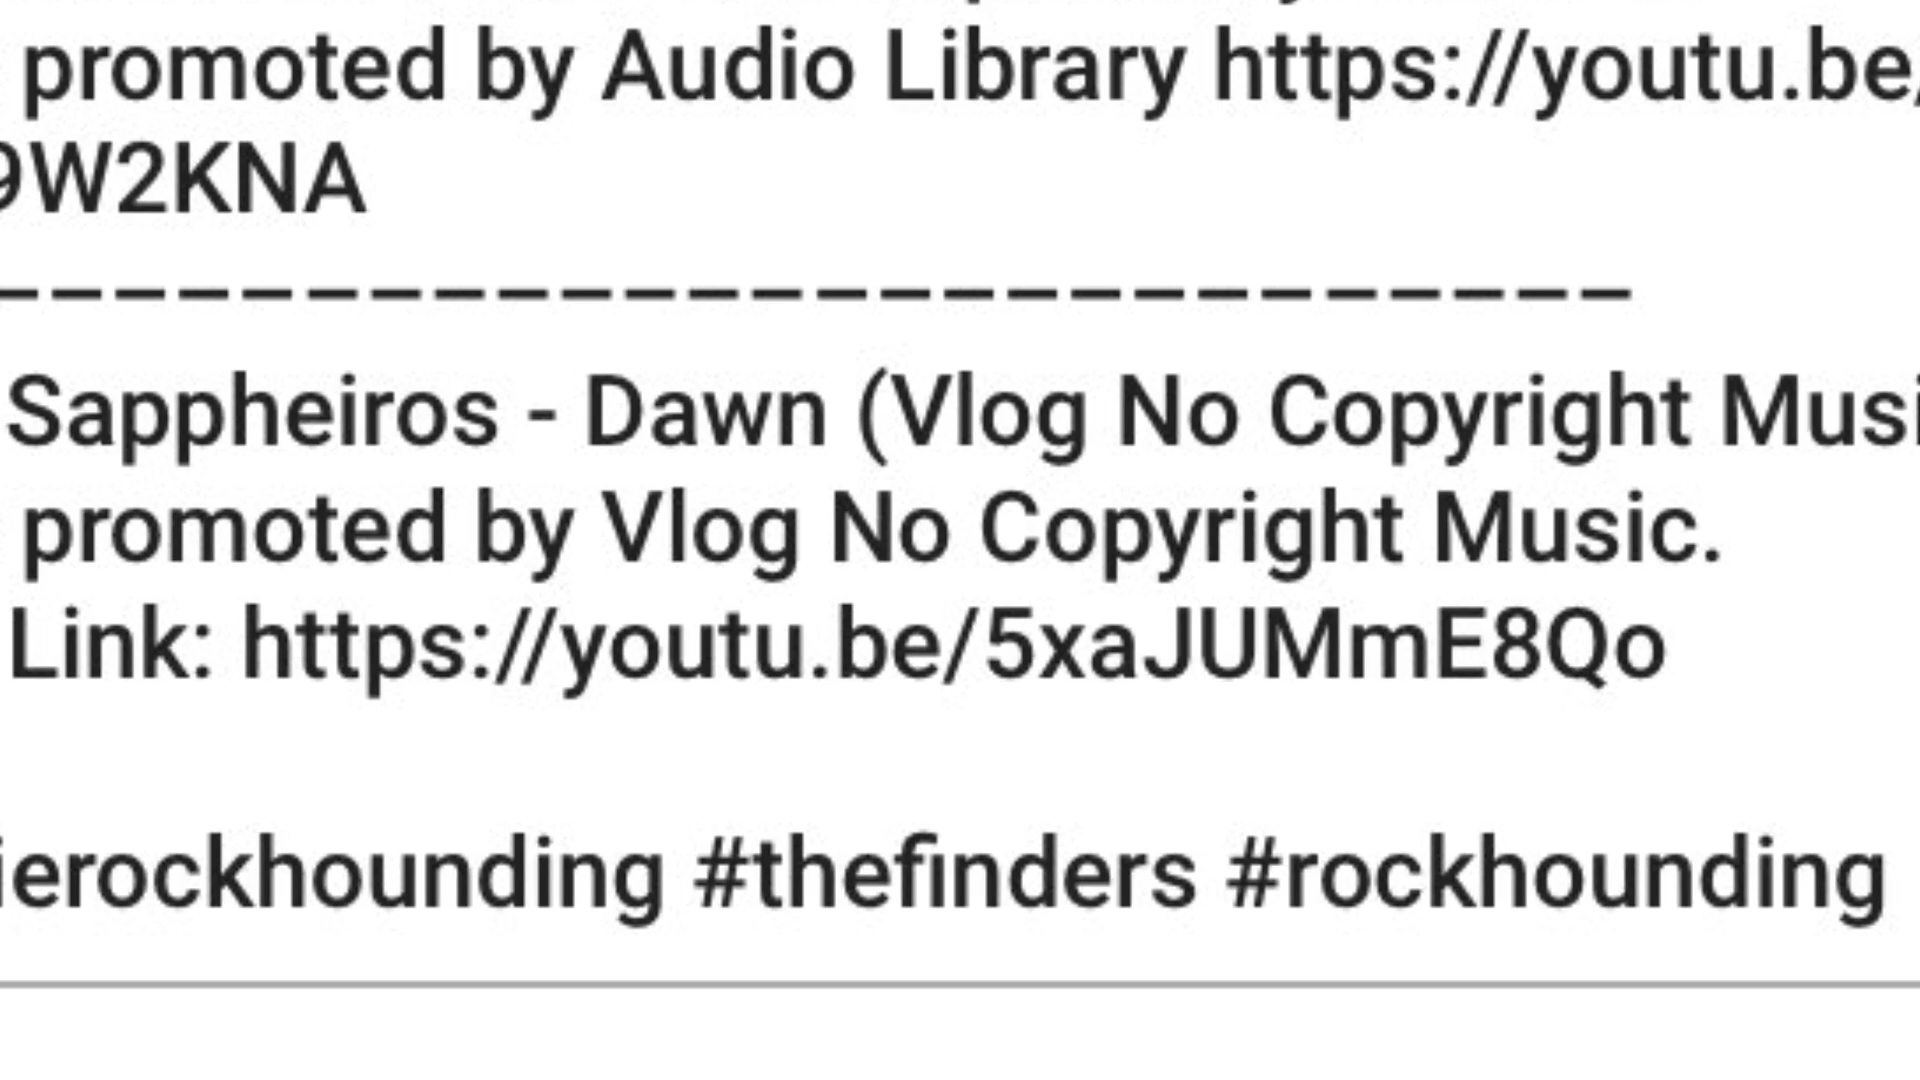 promoted by Audio Library https://youtu.be/
9W2KNA
--------------------------
Sappheiros - Dawn (Vlog No Copyright Musi
promoted by Vlog No Copyright Music.
Link: https://youtu.be/5xaJUMmE8Qo
ierockhounding #thefinders #rockhounding